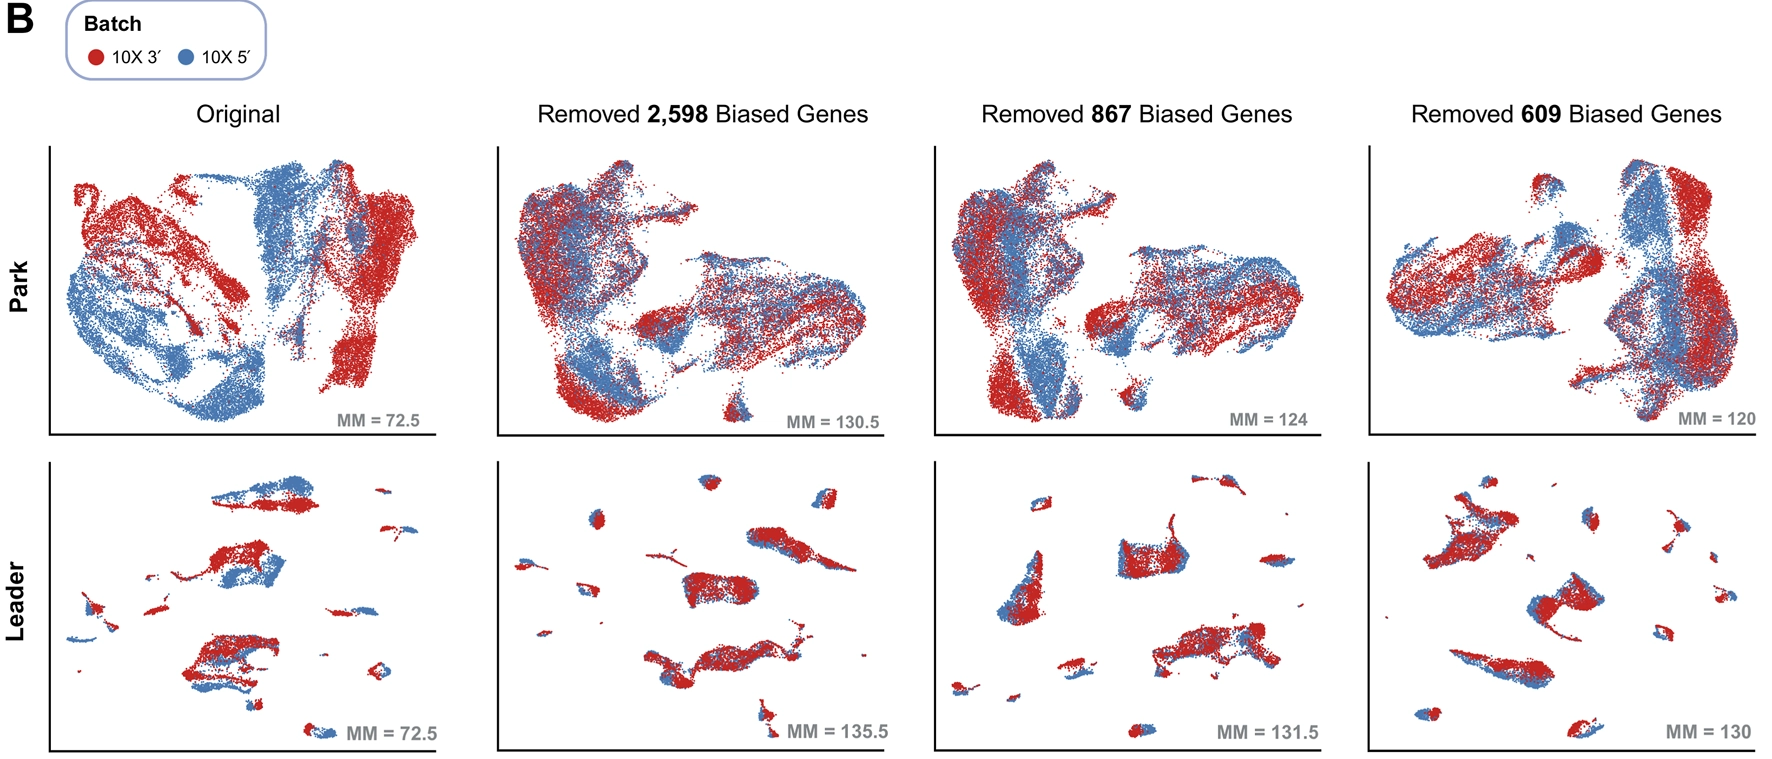 B
Batch
10X 3′ 10X 5′
Original
Removed 2,598 Biased Genes
Removed 867 Biased Genes
Removed 609 Biased Genes
Park
MM = 72.5
MM = 130.5
MM = 124
MM = 120
Leader
MM = 72.5
MM = 135.5
MM = 131.5
MM = 130